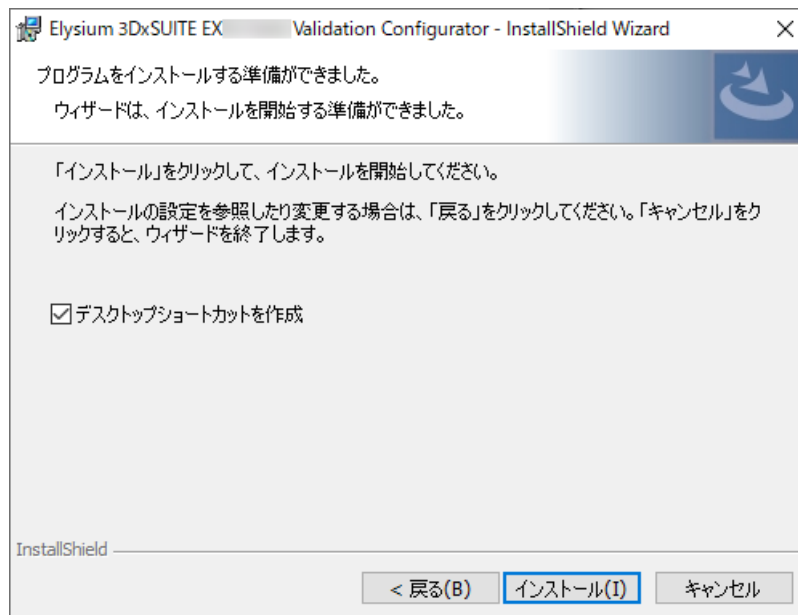 Elysium 3DxSUITE EX Validation Configurator - InstallShield Wizard
プログラムをインストールする準備ができました。
ウィザードは、インストールを開始する準備ができました。
「インストール」をクリックして、インストールを開始してください。
インストールの設定を参照したり変更する場合は、「戻る」をクリックしてください。「キャンセル」をク
リックすると、ウィザードを終了します。
デスクトップショートカットを作成
InstallShield
< 戻る(B)
インストール(I)
キャンセル